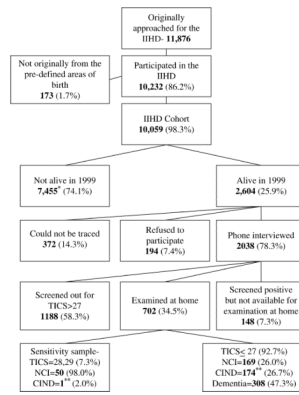 Originally
approached for the
IIHD- 11,876
Not originally from the
pre-defined areas of
birth
173 (1.7%)
Participated in the
IIHD
10,232 (86.2%)
IIHD Cohort
10,059 (98.3%)
Not alive in 1999
7,455* (74.1%)
Alive in 1999
2,604 (25.9%)
Could not be traced
372 (14.3%)
Refused to
participate
194 (7.4%)
Phone interviewed
2038 (78.3%)
Screened out for
TICS>27
1188 (58.3%)
Examined at home
702 (34.5%)
Screened positive
but not available for
examination at home
148 (7.3%)
Sensitivity sample-
TICS=28,29 (7.3%)
NCI=50 (98.0%)
CIND=1** (2.0%)
TICS≤ 27 (92.7%)
NCI=169 (26.0%)
CIND=174** (26.7%)
Dementia=308 (47.3%)